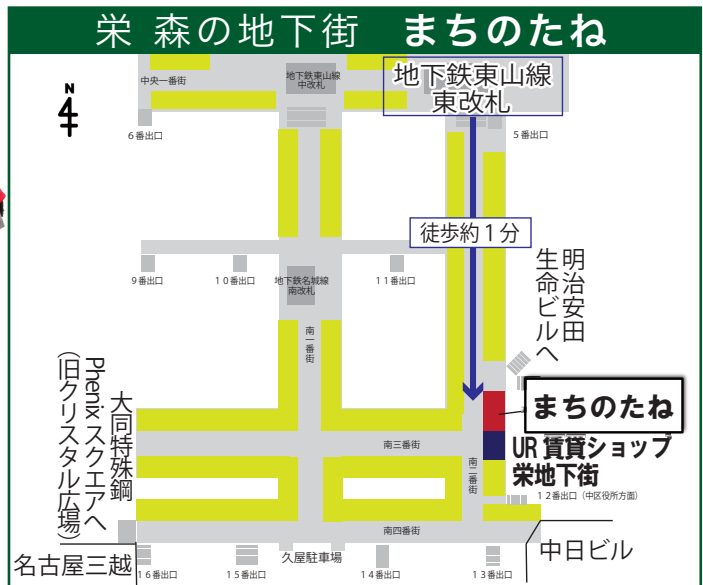 栄 森の地下街 まちのたね
N
中央一番街
地下鉄東山線
中改札
地下鉄東山線
東改札
6番出口
5番出口
徒歩約1分
9番出口
10番出口
地下鉄名城線
南改札
11番出口
明治安田
生命ビルへ
南一番街
大同特殊鋼
Phenixスクエアへ
(旧クリスタル広場)
まちのたね
UR賃貸ショップ
栄地下街
南三番街
南二番街
12番出口(中区役所方面)
南四番街
名古屋三越
久屋駐車場
中日ビル
16番出口
15番出口
14番出口
13番出口